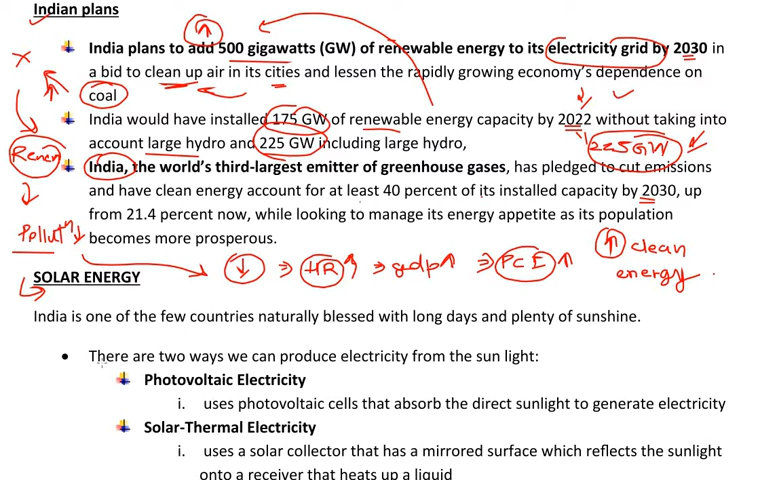 Indian plans
India plans to add 500 gigawatts (GW) of renewable energy to its electricity grid by 2030 in
a bid to clean up air in its cities and lessen the rapidly growing economy's dependence on
coal
India would have installed 175 GW of renewable energy capacity by 2022 without taking into
account large hydro and 225 GW including large hydro,
225 GW
Renew
India, the world's third-largest emitter of greenhouse gases, has pledged to cut emissions
and have clean energy account for at least 40 percent of its installed capacity by 2030, up
from 21.4 percent now, while looking to manage its energy appetite as its population
Pollutn ↓
becomes more prosperous.
↑ clean
energy
↓ ⇒ HR ↑ ⇒ gdp ↑ ⇒ PCE ↑
SOLAR ENERGY
India is one of the few countries naturally blessed with long days and plenty of sunshine.
• There are two ways we can produce electricity from the sun light:
Photovoltaic Electricity
i. uses photovoltaic cells that absorb the direct sunlight to generate electricity
Solar-Thermal Electricity
i. uses a solar collector that has a mirrored surface which reflects the sunlight
onto a receiver that heats up a liquid